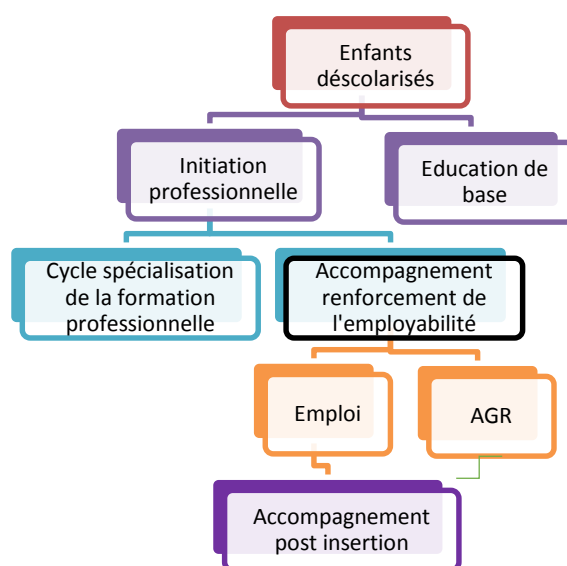 Enfants
déscolarisés
Initiation
professionnelle
Education de
base
Cycle spécialisation
de la formation
professionnelle
Accompagnement
renforcement de
l'employabilité
Emploi
AGR
Accompagnement
post insertion